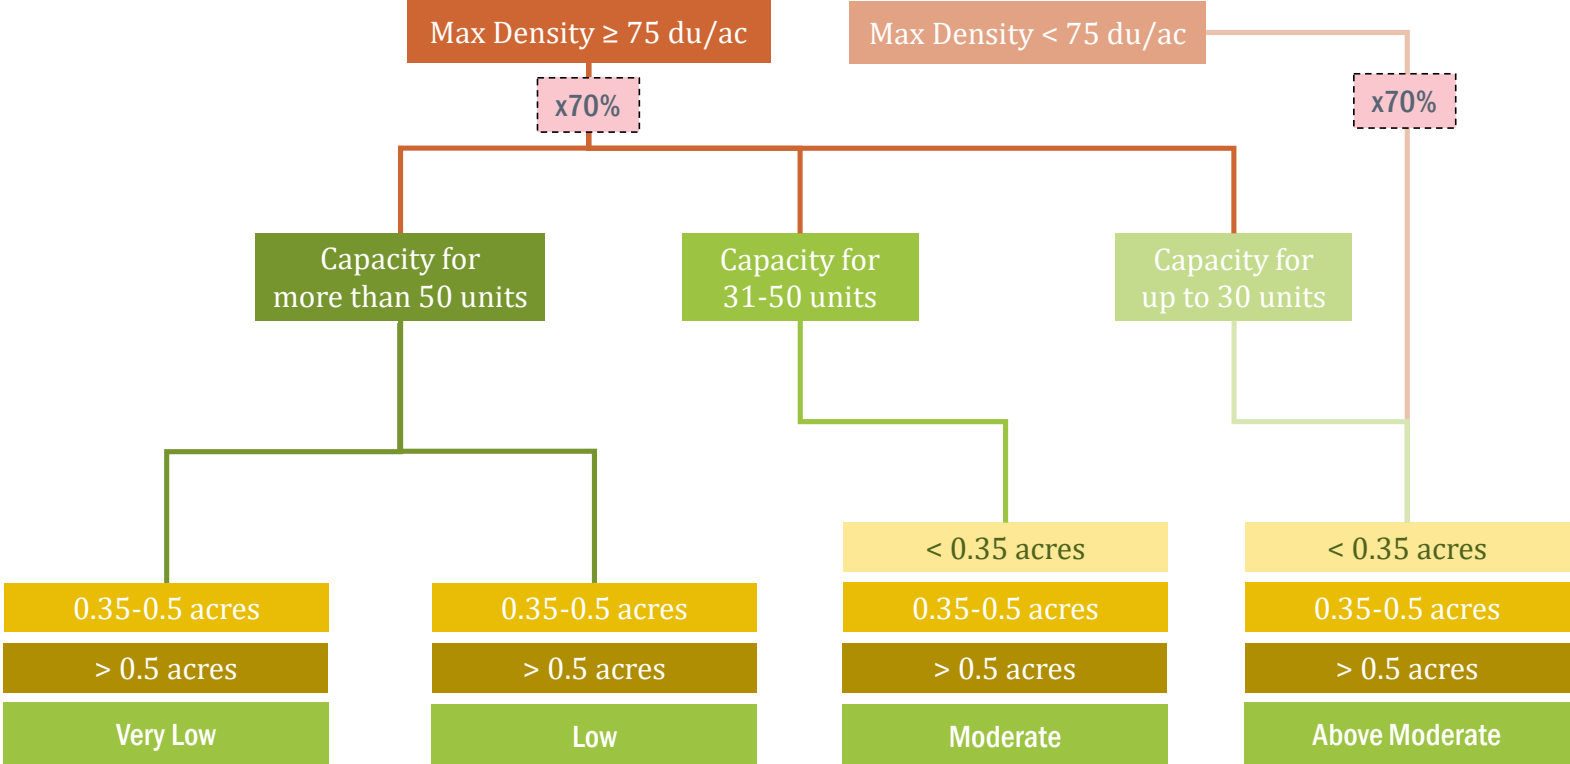 Max Density ≥ 75 du/ac
Max Density < 75 du/ac
x70%
x70%
Capacity for
more than 50 units
Capacity for
31-50 units
Capacity for
up to 30 units
< 0.35 acres
< 0.35 acres
0.35-0.5 acres
0.35-0.5 acres
0.35-0.5 acres
0.35-0.5 acres
> 0.5 acres
> 0.5 acres
> 0.5 acres
> 0.5 acres
Very Low
Low
Moderate
Above Moderate